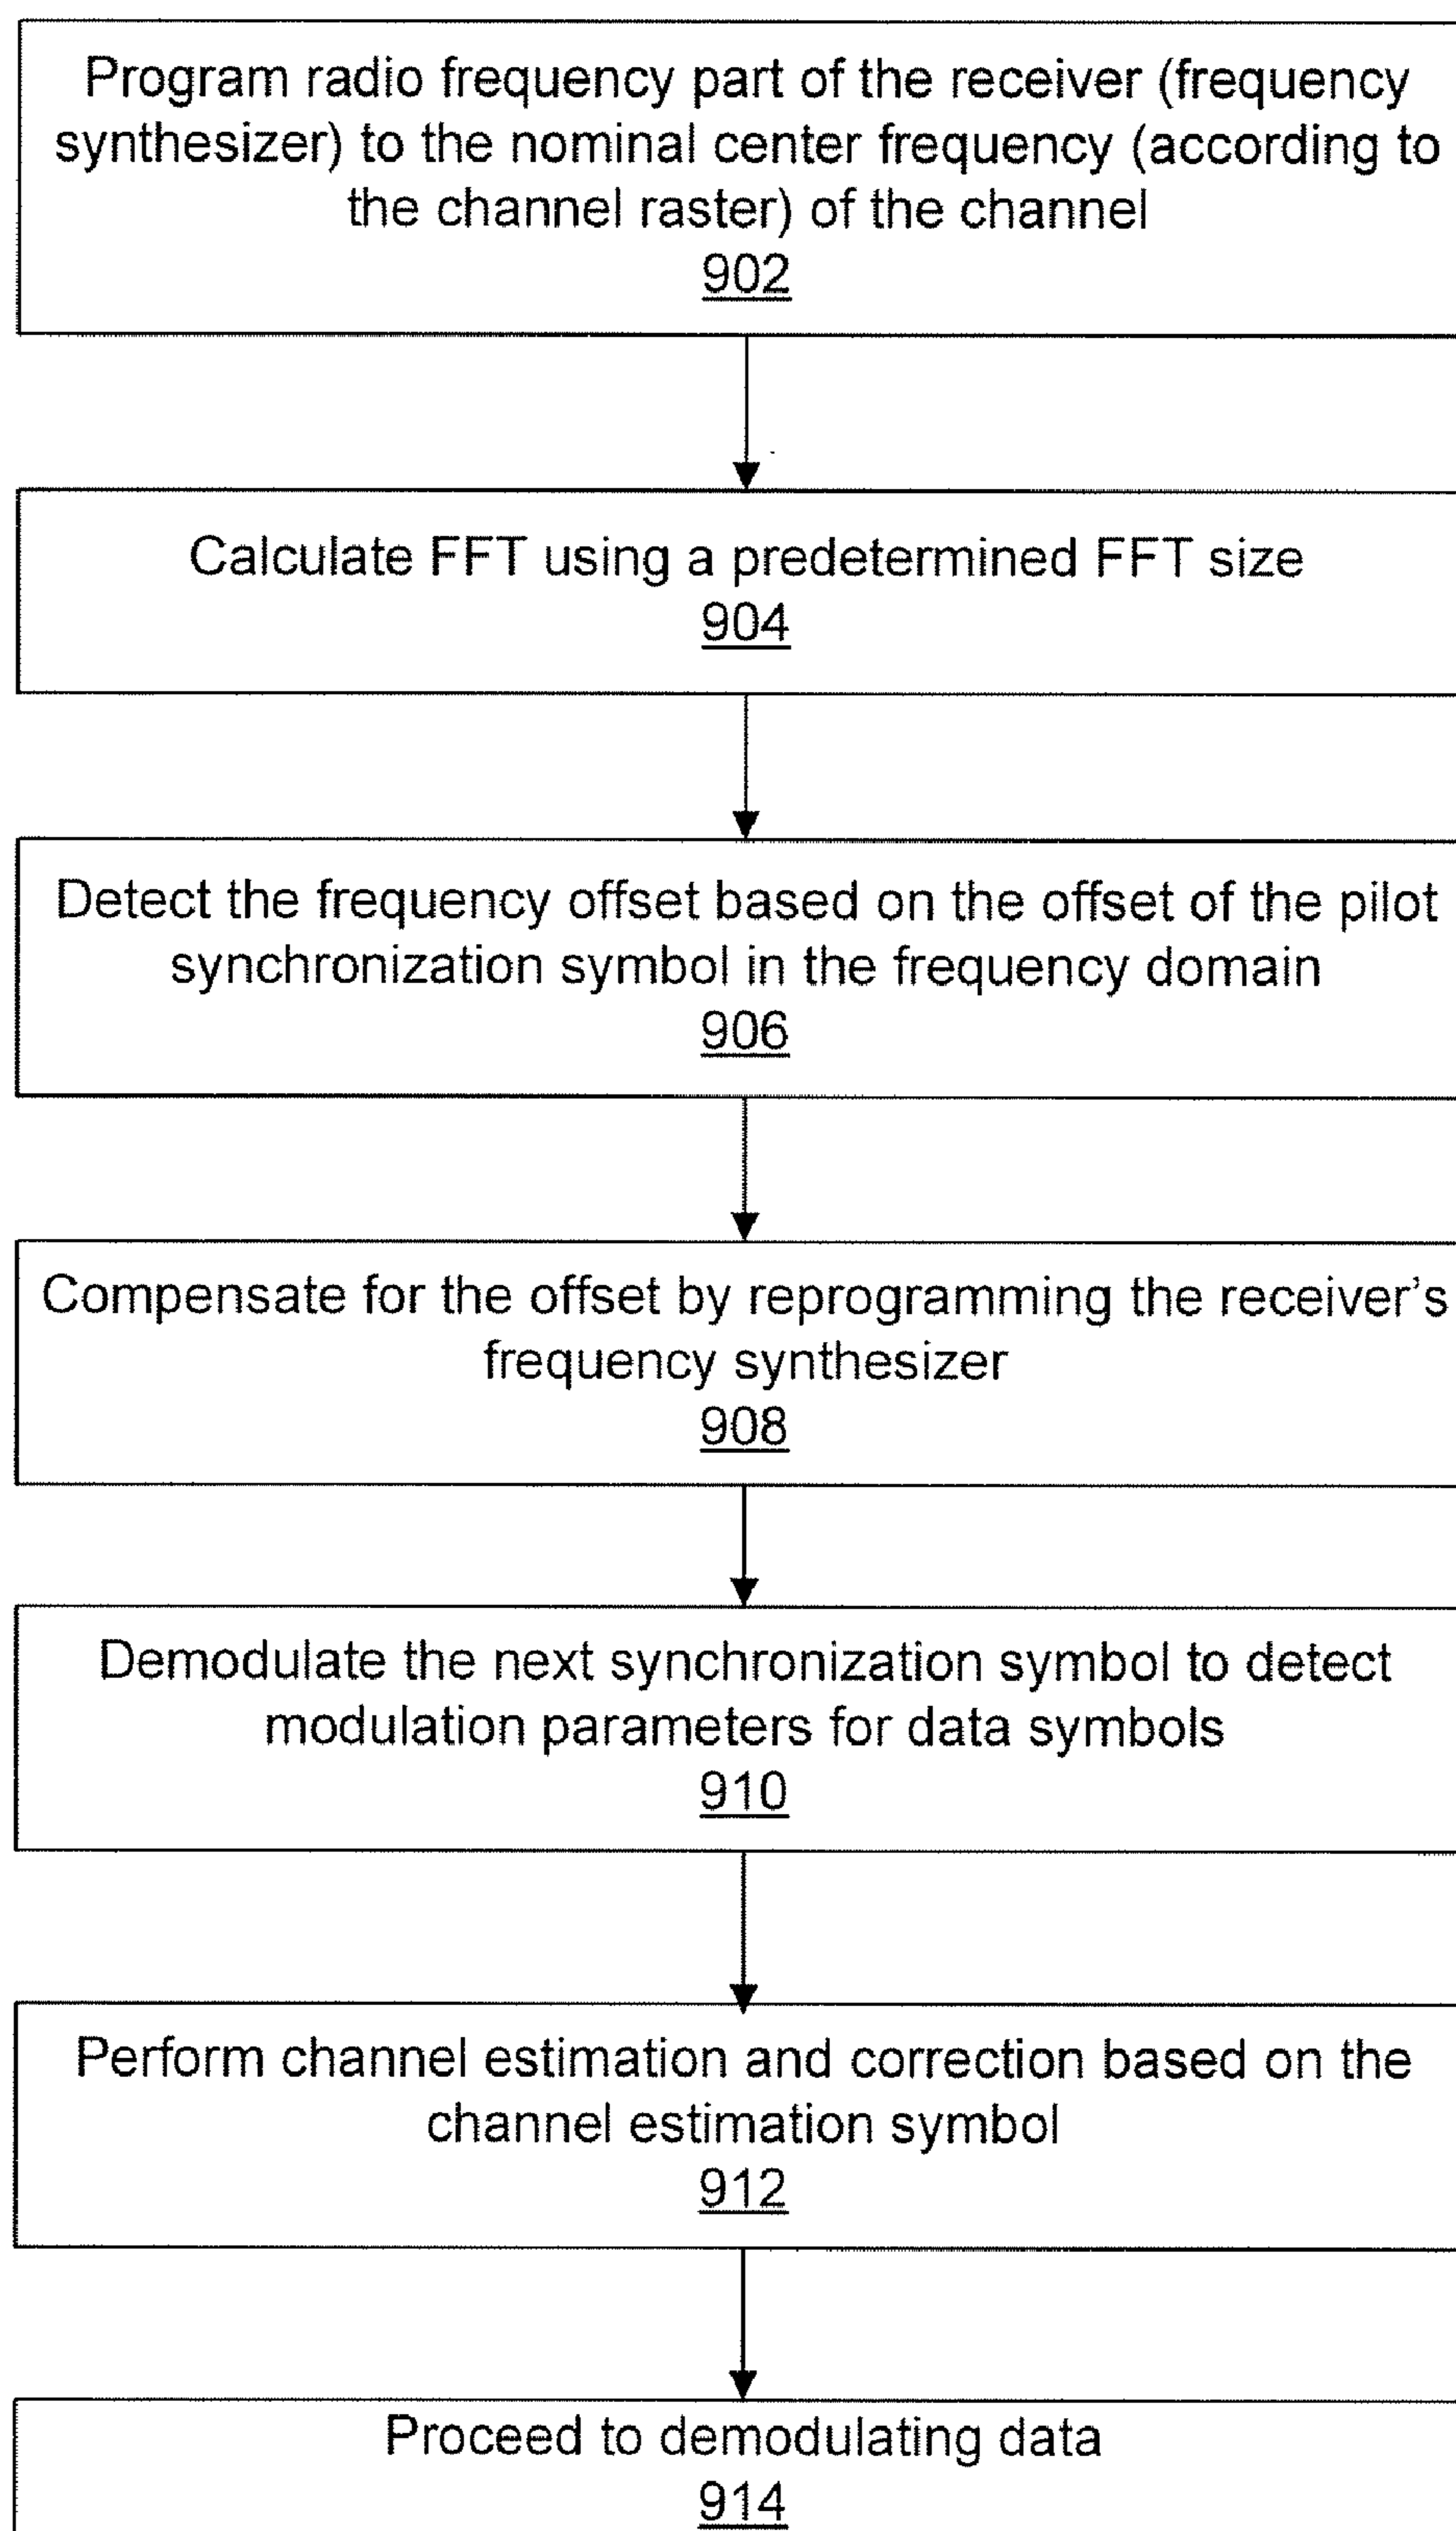 Program radio frequency part of the receiver (frequency
synthesizer) to the nominal center frequency (according to
the channel raster) of the channel
902
Calculate FFT using a predetermined FFT size
904
Detect the frequency offset based on the offset of the pilot
synchronization symbol in the frequency domain
906
Compensate for the offset by reprogramming the receiver's
frequency synthesizer
908
Demodulate the next synchronization symbol to detect
modulation parameters for data symbols
910
Perform channel estimation and correction based on the
channel estimation symbol
912
Proceed to demodulating data
914